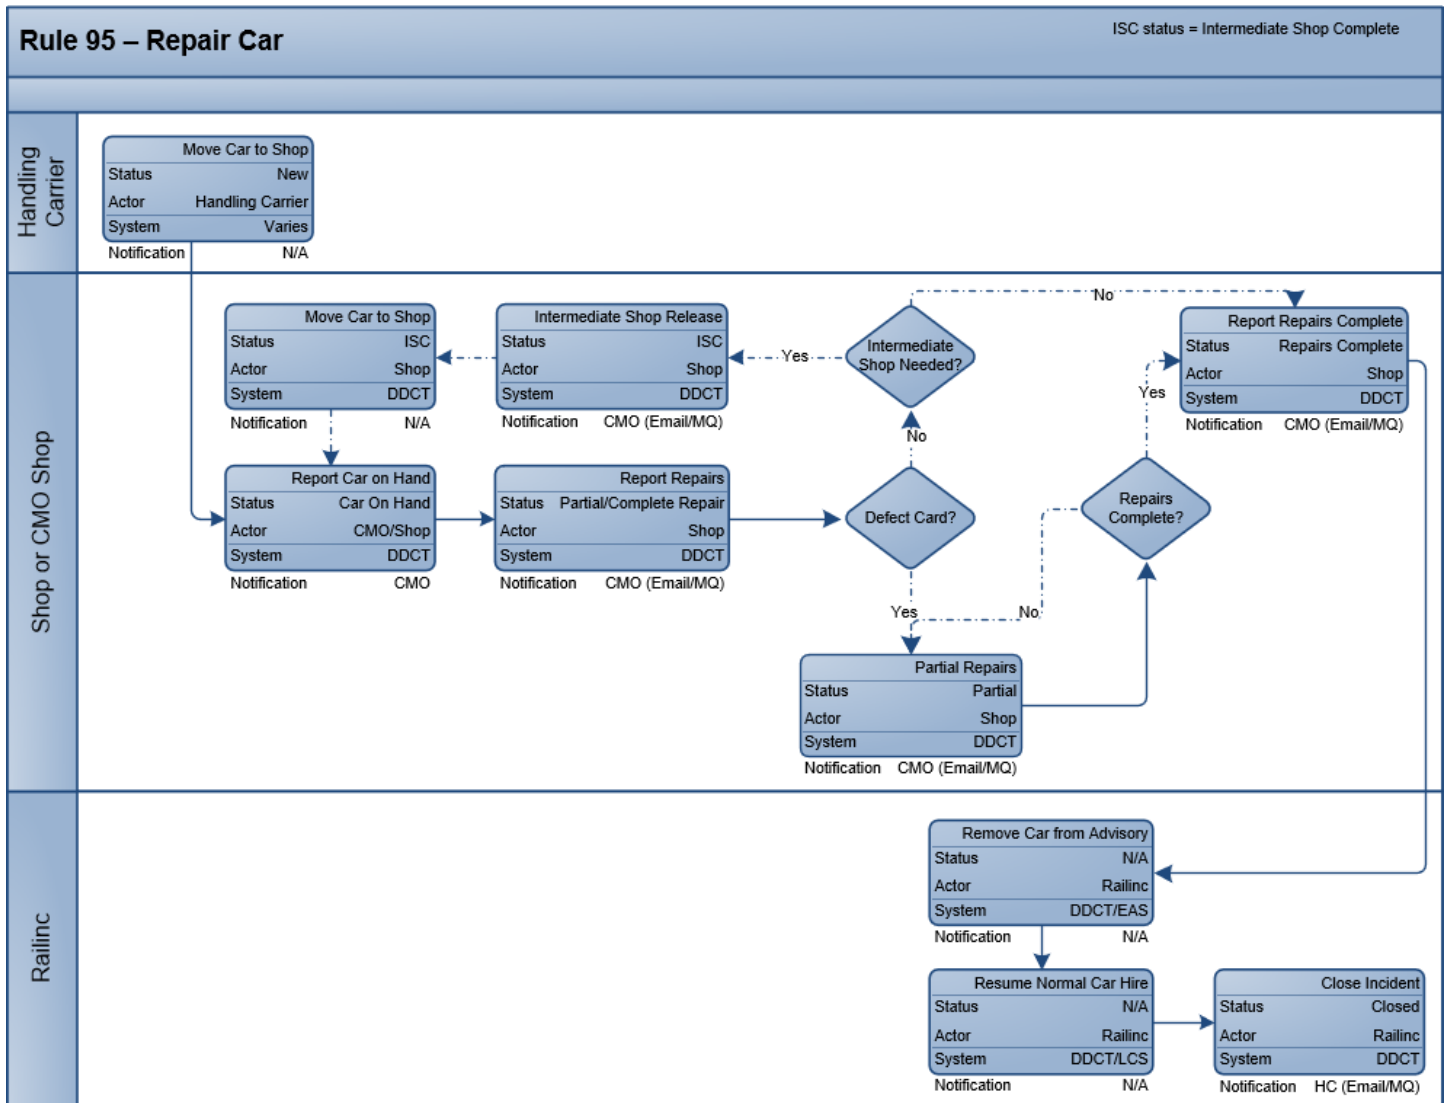 Rule 95 – Repair Car
ISC status = Intermediate Shop Complete
Handling
Carrier
Move Car to Shop
Status New
Actor Handling Carrier
System Varies
Notification N/A
Shop or CMO Shop
Move Car to Shop
Status ISC
Actor Shop
System DDCT
Notification N/A
Intermediate Shop Release
Status ISC
Actor Shop
System DDCT
Notification CMO (Email/MQ)
Yes
Intermediate
Shop Needed?
No
Report Repairs Complete
Status Repairs Complete
Actor Shop
System DDCT
Notification CMO (Email/MQ)
Yes
No
Report Car on Hand
Status Car On Hand
Actor CMO/Shop
System DDCT
Notification CMO
Report Repairs
Status Partial/Complete Repair
Actor Shop
System DDCT
Notification CMO (Email/MQ)
Defect Card?
Repairs
Complete?
Yes
No
Partial Repairs
Status Partial
Actor Shop
System DDCT
Notification CMO (Email/MQ)
Railinc
Remove Car from Advisory
Status N/A
Actor Railinc
System DDCT/EAS
Notification N/A
Resume Normal Car Hire
Status N/A
Actor Railinc
System DDCT/LCS
Notification N/A
Close Incident
Status Closed
Actor Railinc
System DDCT
Notification HC (Email/MQ)